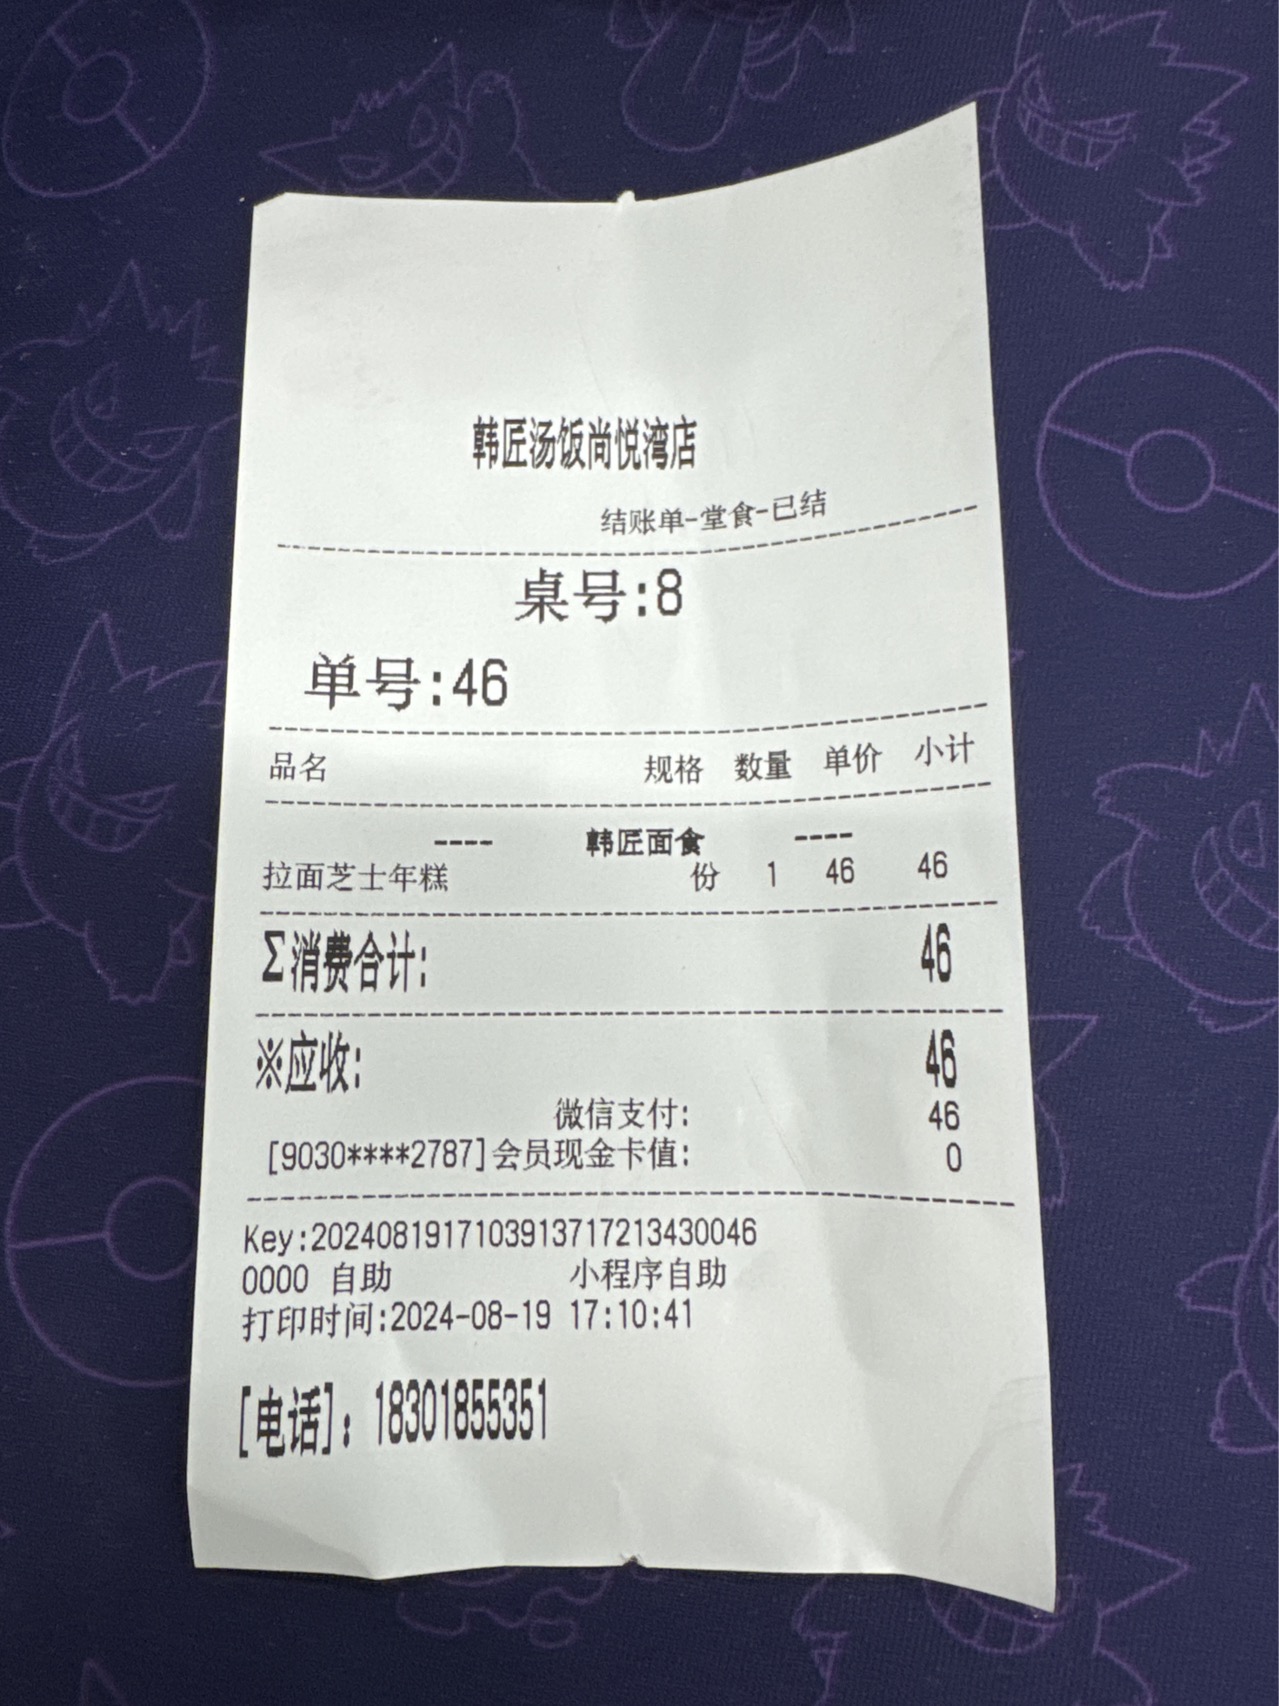 韩匠汤饭尚悦湾店
结账单-堂食-已结
桌号:8
单号:46
品名 规格 数量 单价 小计
---- 韩匠面食 ----
拉面芝士年糕 份 1 46 46
Σ消费合计: 46
※应收: 46
微信支付: 46
[9030****2787]会员现金卡值: 0
Key:20240819171039137172134300​46
0000 自助 小程序自助
打印时间:2024-08-19 17:10:41
[电话]: 18301855351